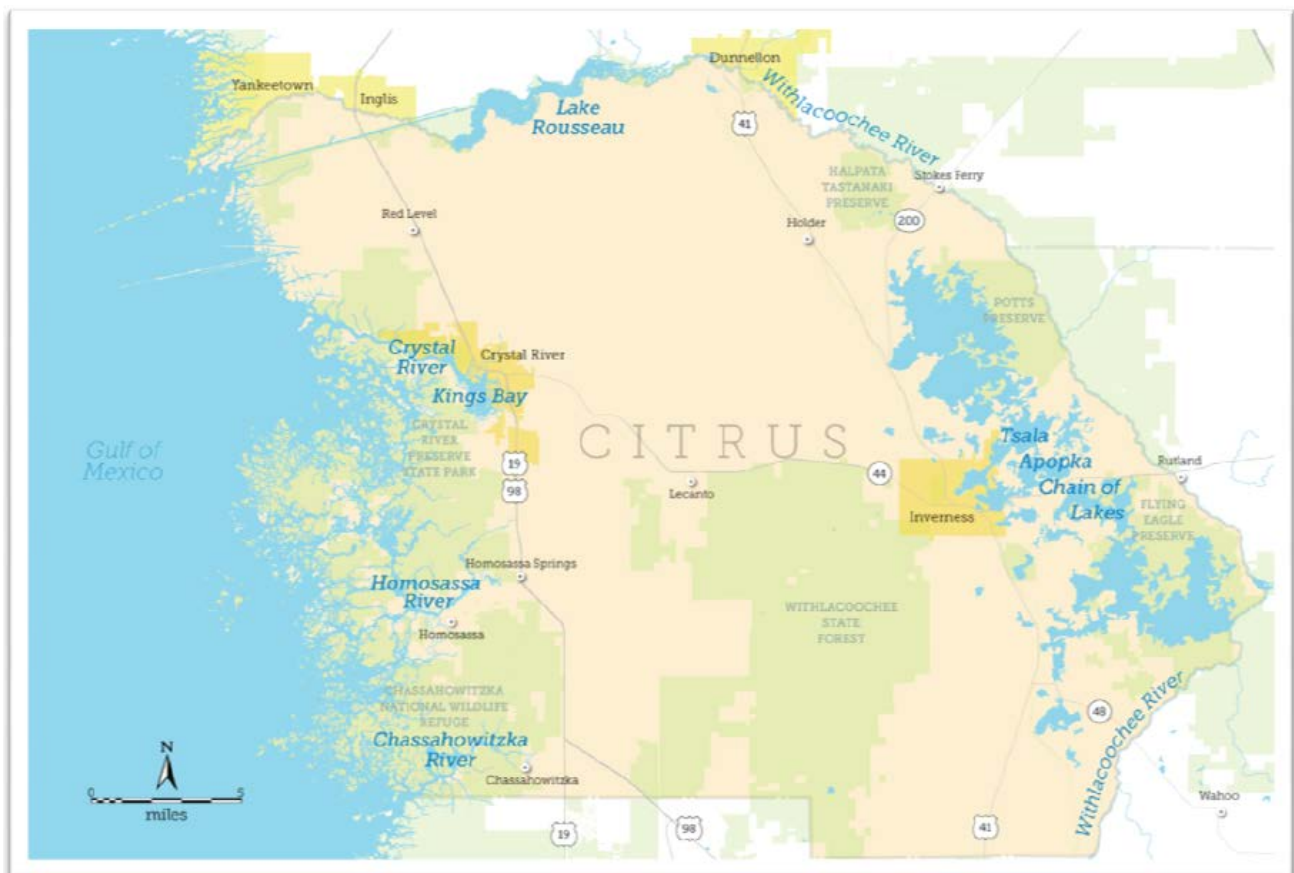 Dunnellon
Yankeetown
Inglis
Withlacoochee River
Lake
Rousseau
41
HALPATA
TASTANAKI
PRESERVE
Stokes Ferry
Red Level
Holder
200
POTTS
PRESERVE
Crystal
River
Crystal River
Kings Bay
CRYSTAL
RIVER
PRESERVE
STATE PARK
Gulf of
Mexico
CITRUS
Tsala
Apopka
Chain of
Lakes
Rutland
19
98
Lecanto
44
Inverness
FLYING
EAGLE
PRESERVE
Homosassa Springs
Homosassa
River
Homosassa
WITHLACOOCHEE
STATE
FOREST
CHASSAHOWITZKA
NATIONAL WILDLIFE
REFUGE
Chassahowitzka
River
Chassahowitzka
48
Withlacoochee River
N
0 5
miles
Wahoo
19
98
41